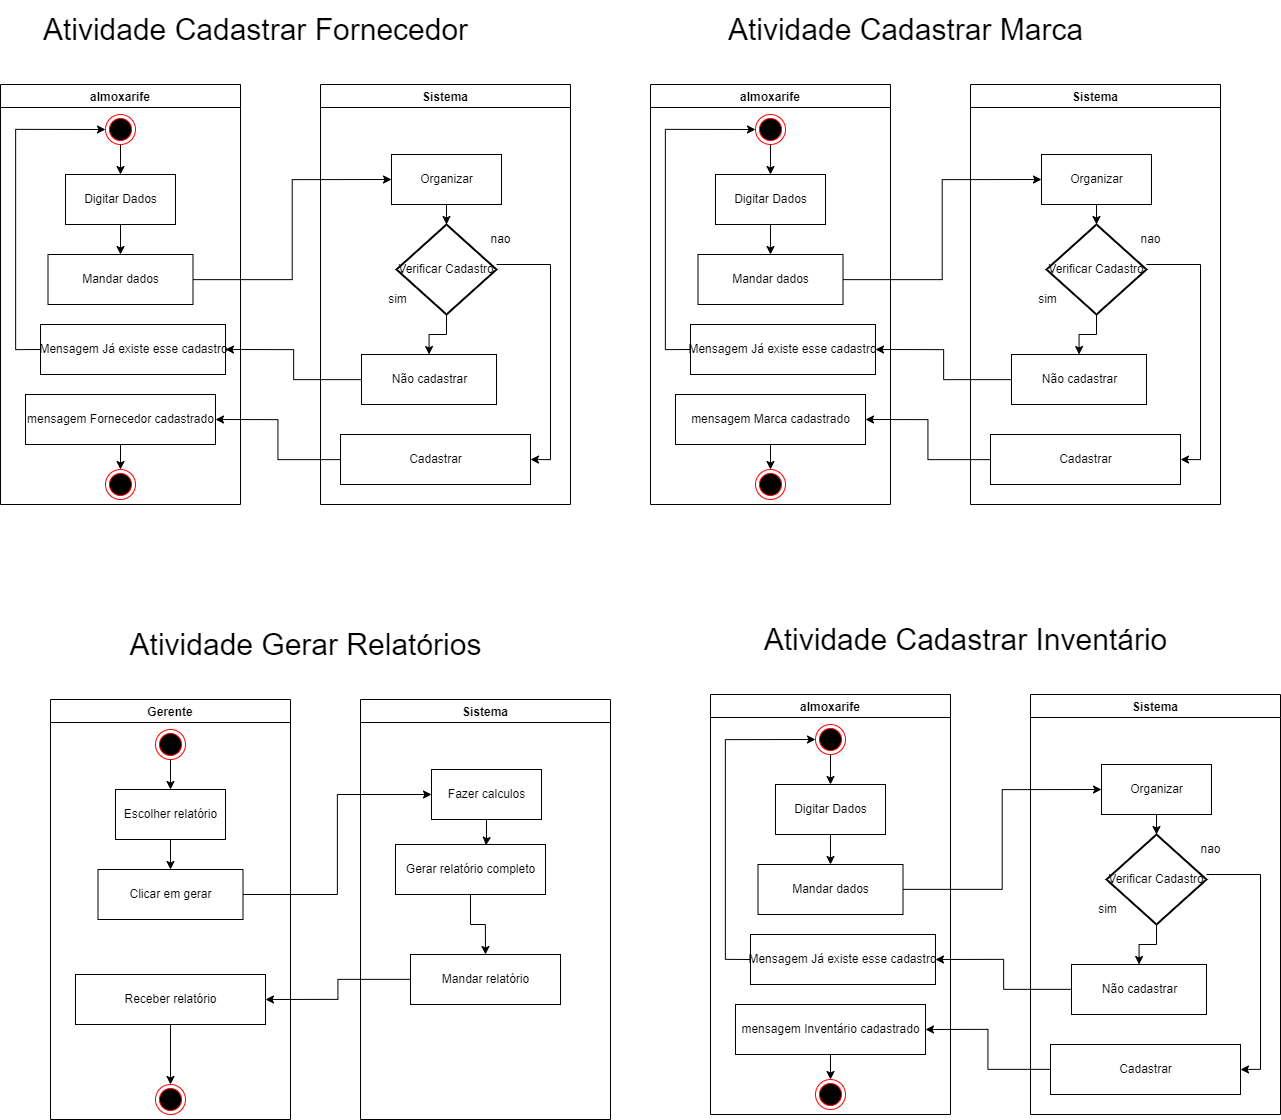 Atividade Cadastrar Fornecedor
almoxarife
Sistema
Digitar Dados
Organizar
Mandar dados
Verificar Cadastro
nao
sim
Mensagem Já existe esse cadastro
Não cadastrar
mensagem Fornecedor cadastrado
Cadastrar
Atividade Cadastrar Marca
almoxarife
Sistema
Digitar Dados
Organizar
Mandar dados
Verificar Cadastro
nao
sim
Mensagem Já existe esse cadastro
Não cadastrar
mensagem Marca cadastrado
Cadastrar
Atividade Gerar Relatórios
Gerente
Sistema
Escolher relatório
Fazer calculos
Clicar em gerar
Gerar relatório completo
Receber relatório
Mandar relatório
Atividade Cadastrar Inventário
almoxarife
Sistema
Digitar Dados
Organizar
Mandar dados
Verificar Cadastro
nao
sim
Mensagem Já existe esse cadastro
Não cadastrar
mensagem Inventário cadastrado
Cadastrar